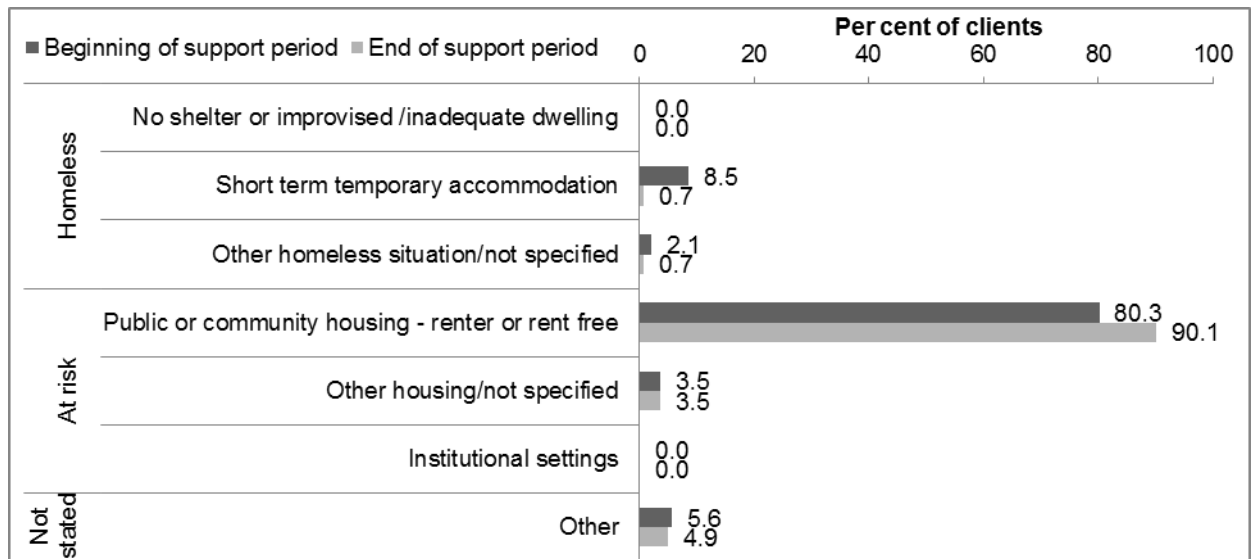 Per cent of clients
Beginning of support period End of support period
0 20 40 60 80 100
Homeless
No shelter or improvised /inadequate dwelling 0.0
0.0
Short term temporary accommodation 8.5
0.7
Other homeless situation/not specified 2.1
0.7
At risk
Public or community housing - renter or rent free 80.3
90.1
Other housing/not specified 3.5
3.5
Institutional settings 0.0
0.0
Not
stated
Other 5.6
4.9